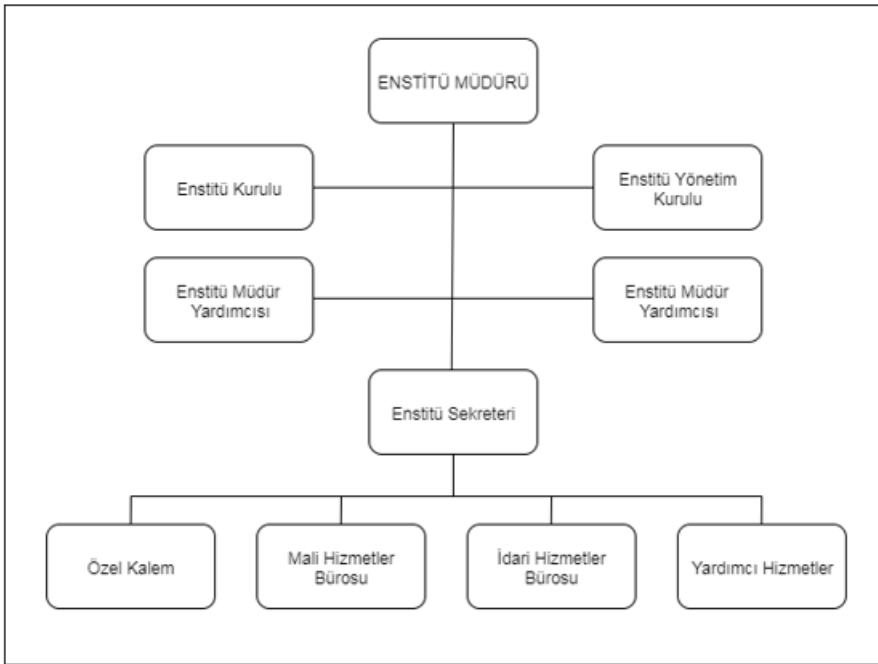 ENSTİTÜ MÜDÜRÜ
Enstitü Kurulu
Enstitü Yönetim
Kurulu
Enstitü Müdür
Yardımcısı
Enstitü Müdür
Yardımcısı
Enstitü Sekreteri
Özel Kalem
Mali Hizmetler
Bürosu
İdari Hizmetler
Bürosu
Yardımcı Hizmetler